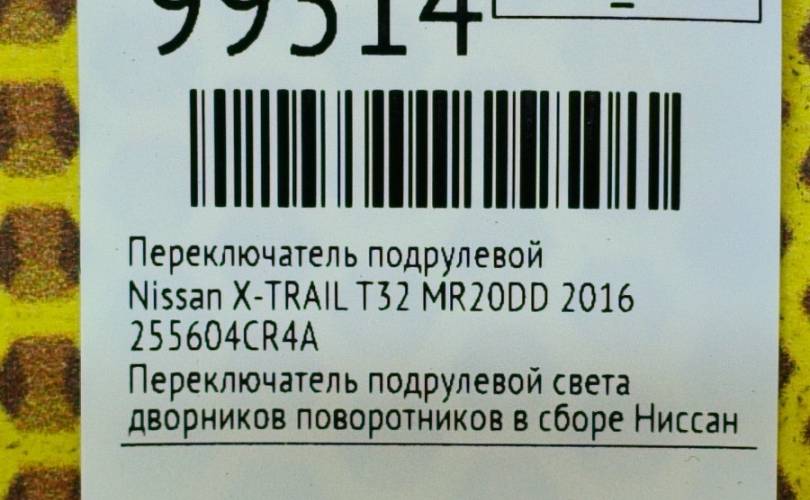 99314
Переключатель подрулевой
Nissan X-TRAIL T32 MR20DD 2016
255604CR4A
Переключатель подрулевой света
дворников поворотников в сборе Ниссан